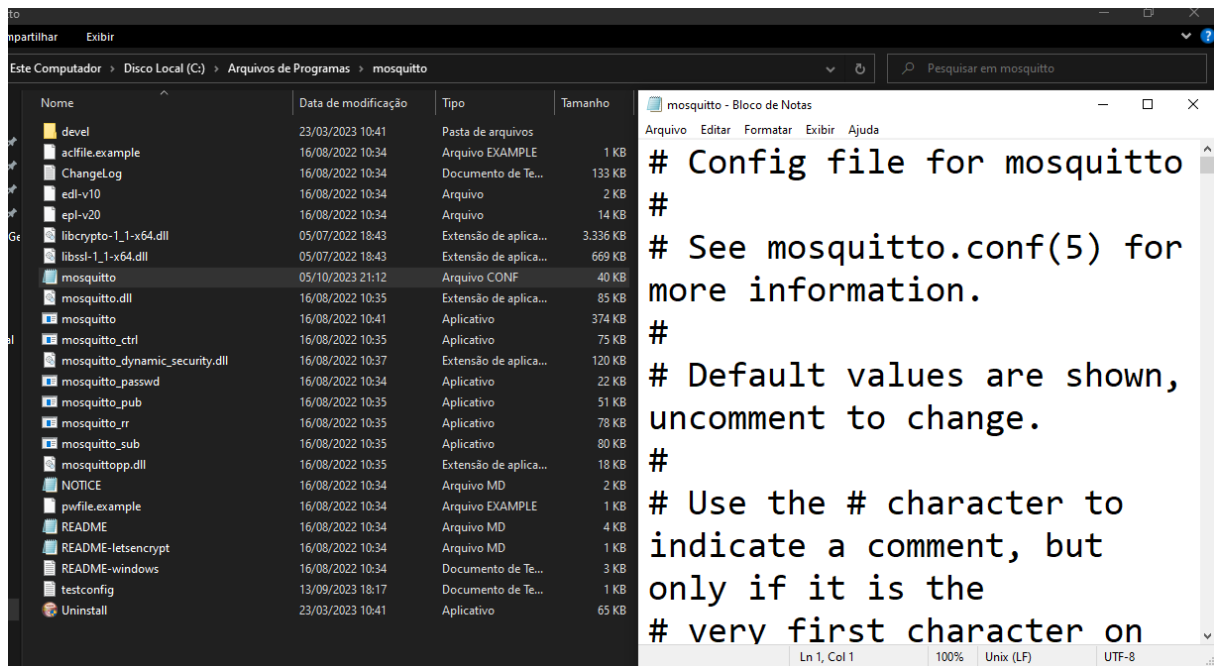 to
mpartilhar Exibir
Este Computador > Disco Local (C:) > Arquivos de Programas > mosquitto
Pesquisar em mosquitto
Nome Data de modificação Tipo Tamanho
devel 23/03/2023 10:41 Pasta de arquivos
aclfile.example 16/08/2022 10:34 Arquivo EXAMPLE 1 KB
ChangeLog 16/08/2022 10:34 Documento de Te... 133 KB
edl-v10 16/08/2022 10:34 Arquivo 2 KB
epl-v20 16/08/2022 10:34 Arquivo 14 KB
Ge
libcrypto-1_1-x64.dll 05/07/2022 18:43 Extensão de aplica... 3.336 KB
libssl-1_1-x64.dll 05/07/2022 18:43 Extensão de aplica... 669 KB
mosquitto 05/10/2023 21:12 Arquivo CONF 40 KB
mosquitto.dll 16/08/2022 10:35 Extensão de aplica... 85 KB
mosquitto 16/08/2022 10:41 Aplicativo 374 KB
mosquitto_ctrl 16/08/2022 10:35 Aplicativo 75 KB
mosquitto_dynamic_security.dll 16/08/2022 10:37 Extensão de aplica... 120 KB
mosquitto_passwd 16/08/2022 10:34 Aplicativo 22 KB
mosquitto_pub 16/08/2022 10:35 Aplicativo 51 KB
mosquitto_rr 16/08/2022 10:35 Aplicativo 78 KB
mosquitto_sub 16/08/2022 10:35 Aplicativo 80 KB
mosquittopp.dll 16/08/2022 10:35 Extensão de aplica... 18 KB
NOTICE 16/08/2022 10:34 Arquivo MD 2 KB
pwfile.example 16/08/2022 10:34 Arquivo EXAMPLE 1 KB
README 16/08/2022 10:34 Arquivo MD 4 KB
README-letsencrypt 16/08/2022 10:34 Arquivo MD 1 KB
README-windows 16/08/2022 10:34 Documento de Te... 3 KB
testconfig 13/09/2023 18:17 Documento de Te... 1 KB
Uninstall 23/03/2023 10:41 Aplicativo 65 KB
mosquitto - Bloco de Notas
Arquivo Editar Formatar Exibir Ajuda
# Config file for mosquitto
#
# See mosquitto.conf(5) for
more information.
#
# Default values are shown,
uncomment to change.
#
# Use the # character to
indicate a comment, but
only if it is the
# very first character on
Ln 1, Col 1 100% Unix (LF) UTF-8